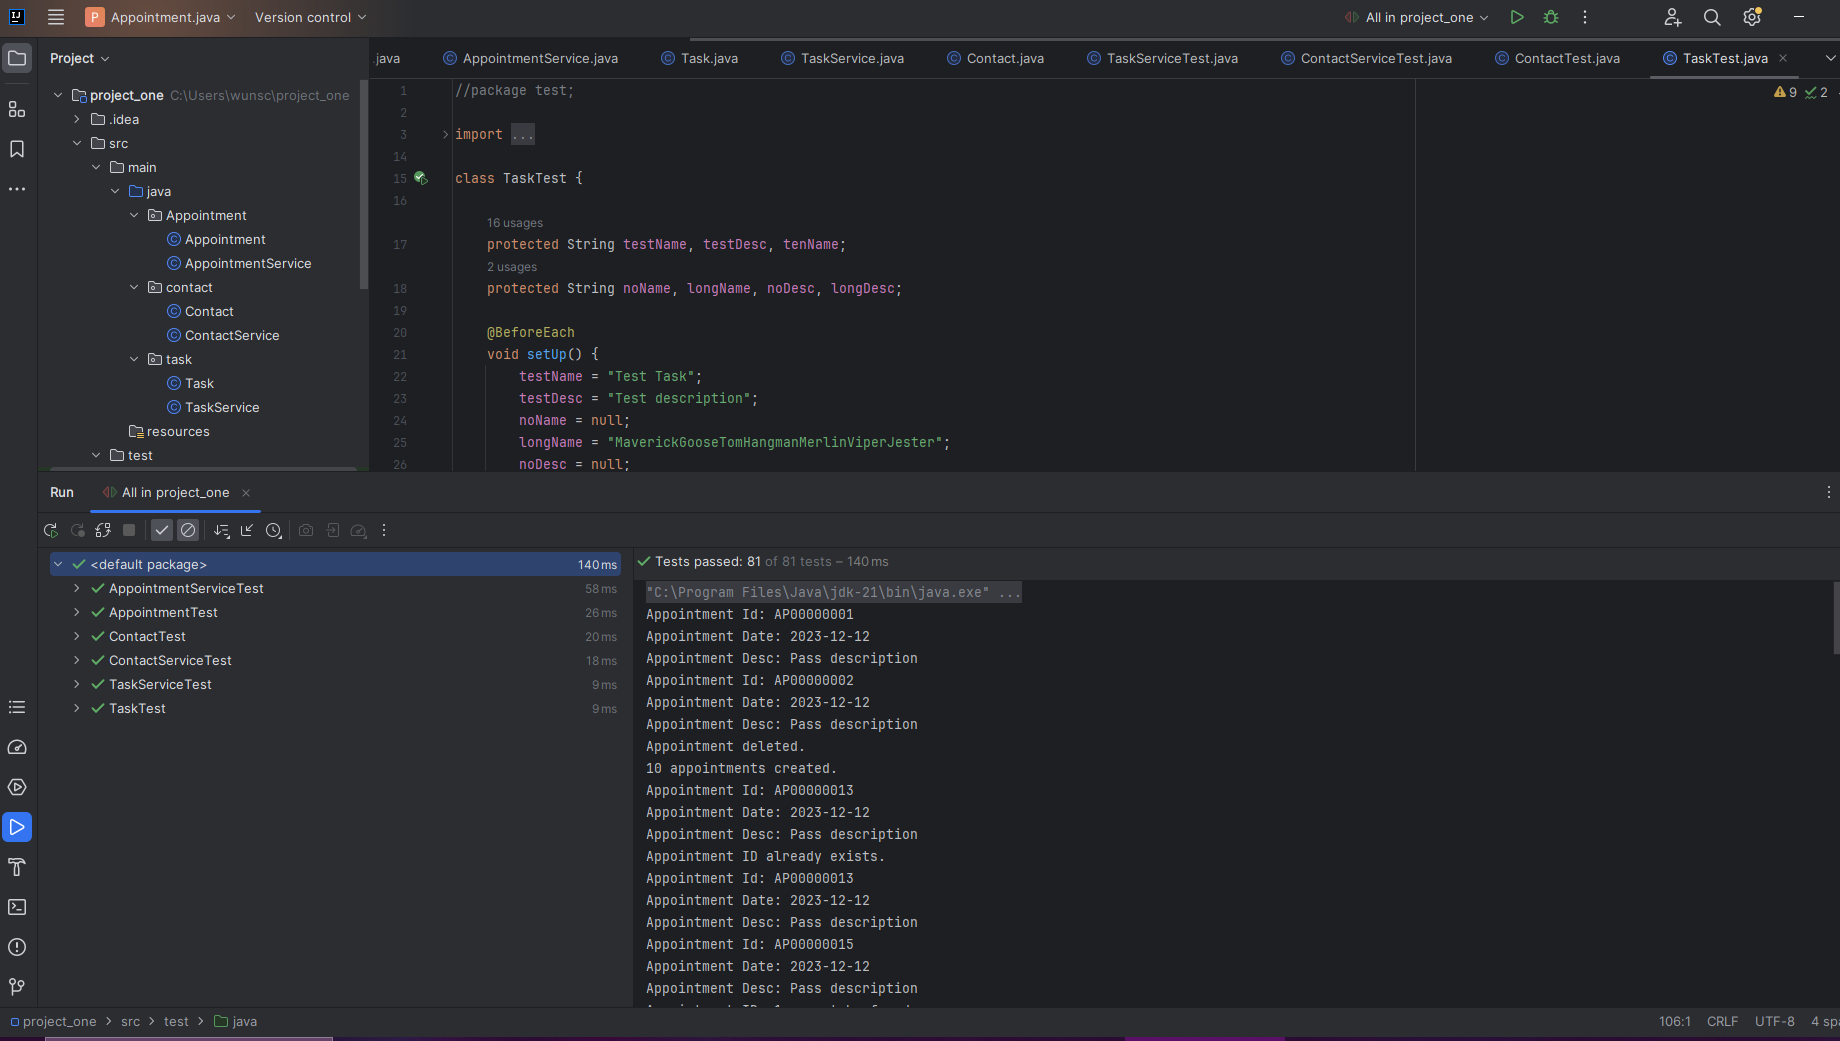 Appointment.java Version control All in project_one
Project
project_one C:\Users\wunsc\project_one
.idea
src
main
java
Appointment
Appointment
AppointmentService
contact
Contact
ContactService
task
Task
TaskService
resources
test
.java AppointmentService.java Task.java TaskService.java Contact.java TaskServiceTest.java ContactServiceTest.java ContactTest.java TaskTest.java
9 2
1 //package test;
2
3 import ...
14
15 class TaskTest {
16
16 usages
17 protected String testName, testDesc, tenName;
2 usages
18 protected String noName, longName, noDesc, longDesc;
19
20 @BeforeEach
21 void setUp() {
22 testName = "Test Task";
23 testDesc = "Test description";
24 noName = null;
25 longName = "MaverickGooseTomHangmanMerlinViperJester";
26 noDesc = null;
Run All in project_one
<default package> 140 ms
AppointmentServiceTest 58 ms
AppointmentTest 26 ms
ContactTest 20 ms
ContactServiceTest 18 ms
TaskServiceTest 9 ms
TaskTest 9 ms
Tests passed: 81 of 81 tests – 140 ms
"C:\Program Files\Java\jdk-21\bin\java.exe" ...
Appointment Id: AP00000001
Appointment Date: 2023-12-12
Appointment Desc: Pass description
Appointment Id: AP00000002
Appointment Date: 2023-12-12
Appointment Desc: Pass description
Appointment deleted.
10 appointments created.
Appointment Id: AP00000013
Appointment Date: 2023-12-12
Appointment Desc: Pass description
Appointment ID already exists.
Appointment Id: AP00000013
Appointment Date: 2023-12-12
Appointment Desc: Pass description
Appointment Id: AP00000015
Appointment Date: 2023-12-12
Appointment Desc: Pass description
project_one > src > test > java
106:1 CRLF UTF-8 4 spa